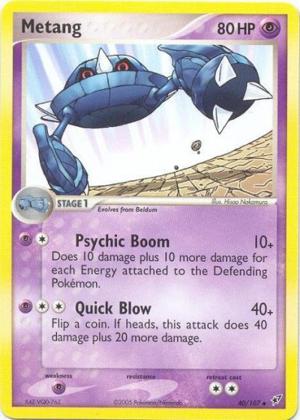 Metang 80 HP
Illus. Hisao Nakamura
STAGE 1
Evolves from Beldum
Psychic Boom 10+
Does 10 damage plus 10 more damage for
each Energy attached to the Defending
Pokémon.
Quick Blow 40+
Flip a coin. If heads, this attack does 40
damage plus 20 more damage.
weakness resistance retreat cost
©2005 Pokémon/Nintendo
40/107